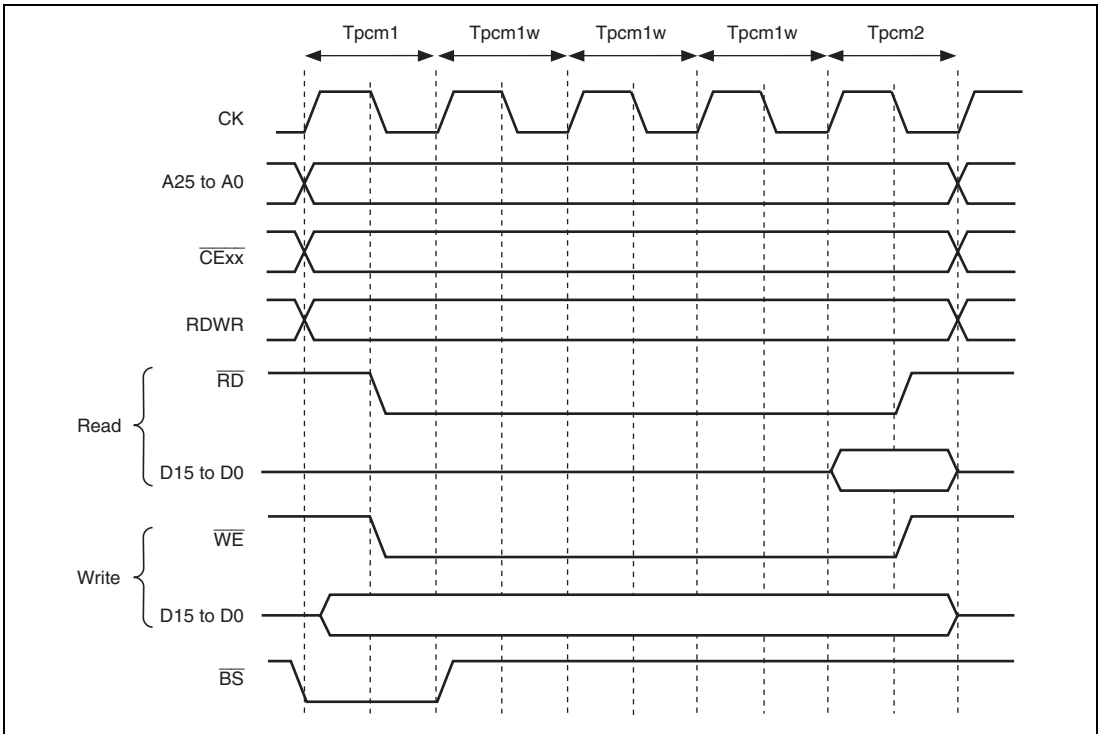 Tpcm1 Tpcm1w Tpcm1w Tpcm1w Tpcm2
CK
A25 to A0
CExx
RDWR
RD
Read
D15 to D0
WE
Write
D15 to D0
BS